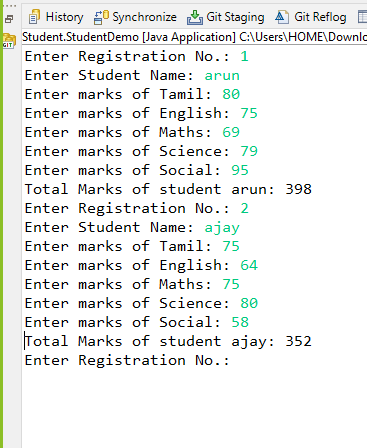 History Synchronize Git Staging Git Reflog
Student.StudentDemo [Java Application] C:\Users\HOME\Downlo
Enter Registration No.: 1
Enter Student Name: arun
Enter marks of Tamil: 80
Enter marks of English: 75
Enter marks of Maths: 69
Enter marks of Science: 79
Enter marks of Social: 95
Total Marks of student arun: 398
Enter Registration No.: 2
Enter Student Name: ajay
Enter marks of Tamil: 75
Enter marks of English: 64
Enter marks of Maths: 75
Enter marks of Science: 80
Enter marks of Social: 58
Total Marks of student ajay: 352
Enter Registration No.:
GIT